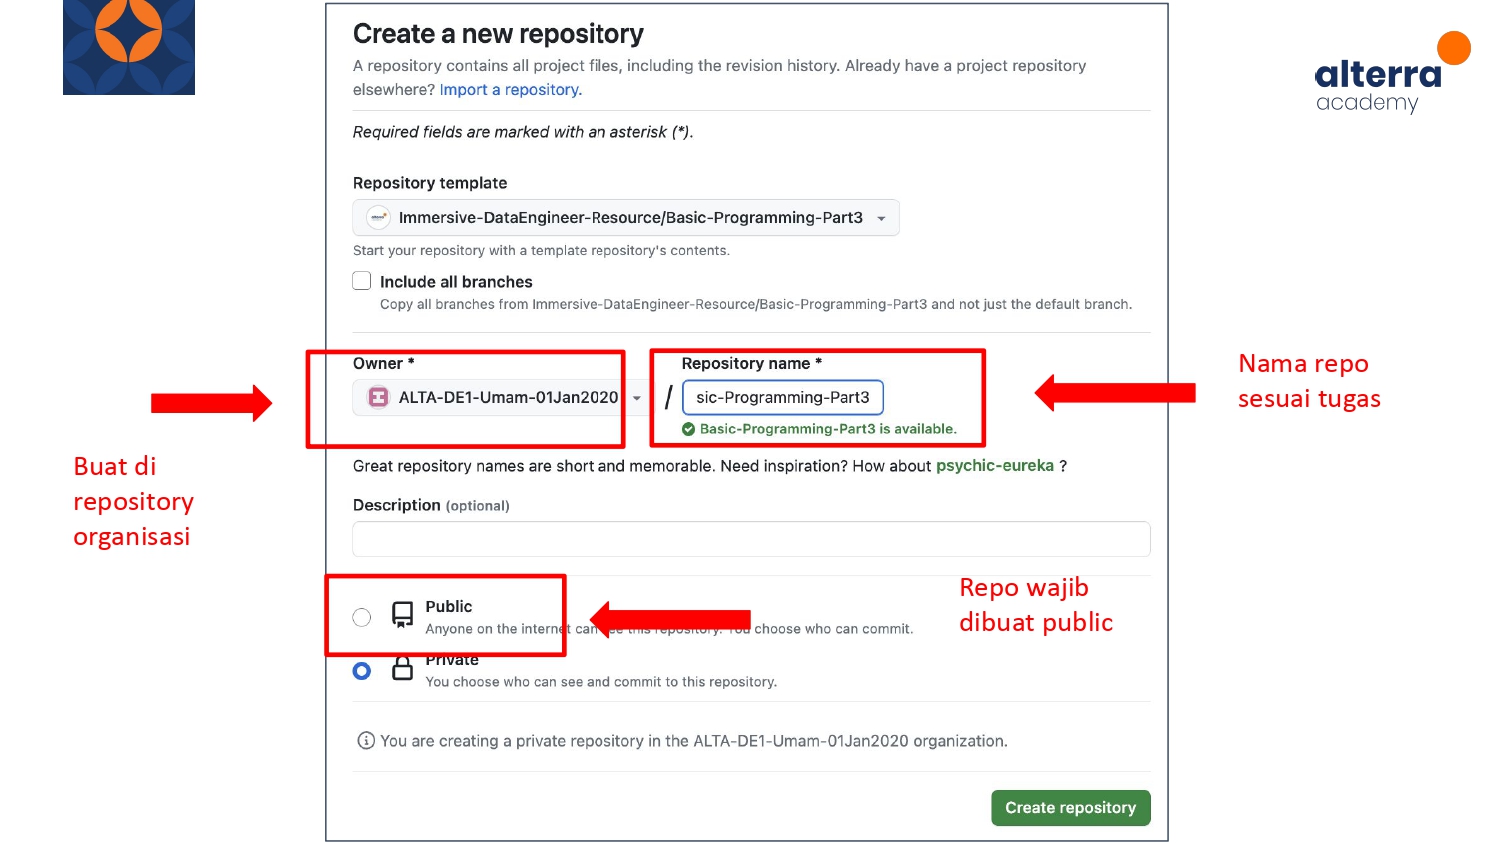 Create a new repository
A repository contains all project files, including the revision history. Already have a project repository
elsewhere? Import a repository.
alterra
academy
Required fields are marked with an asterisk (*).
Repository template
Immersive-DataEngineer-Resource/Basic-Programming-Part3
Start your repository with a template repository's contents.
Include all branches
Copy all branches from Immersive-DataEngineer-Resource/Basic-Programming-Part3 and not just the default branch.
Owner *
ALTA-DE1-Umam-01Jan2020
/
Repository name *
sic-Programming-Part3
Basic-Programming-Part3 is available.
Nama repo
sesuai tugas
Buat di
repository
organisasi
Great repository names are short and memorable. Need inspiration? How about psychic-eureka ?
Description (optional)
Public
Anyone on the internet can see this repository. You choose who can commit.
Repo wajib
dibuat public
Private
You choose who can see and commit to this repository.
You are creating a private repository in the ALTA-DE1-Umam-01Jan2020 organization.
Create repository